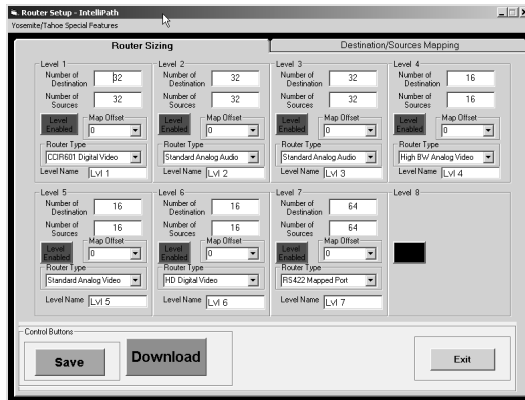 Router Setup - IntelliPath
Yosemite/Tahoe Special Features
Router Sizing
Destination/Sources Mapping
Level 1
Number of Destination 32
Number of Sources 32
Level Enabled
Map Offset
0
Router Type
CCIR601 Digital Video
Level Name Lvl 1
Level 2
Number of Destination 32
Number of Sources 32
Level Enabled
Map Offset
0
Router Type
Standard Analog Audio
Level Name Lvl 2
Level 3
Number of Destination 32
Number of Sources 32
Level Enabled
Map Offset
0
Router Type
Standard Analog Audio
Level Name Lvl 3
Level 4
Number of Destination 16
Number of Sources 16
Level Enabled
Map Offset
0
Router Type
High BW Analog Video
Level Name Lvl 4
Level 5
Number of Destination 16
Number of Sources 16
Level Enabled
Map Offset
0
Router Type
Standard Analog Video
Level Name Lvl 5
Level 6
Number of Destination 16
Number of Sources 16
Level Enabled
Map Offset
0
Router Type
HD Digital Video
Level Name Lvl 6
Level 7
Number of Destination 64
Number of Sources 64
Level Enabled
Map Offset
0
Router Type
RS422 Mapped Port
Level Name Lvl 7
Level 8
Control Buttons
Save
Download
Exit